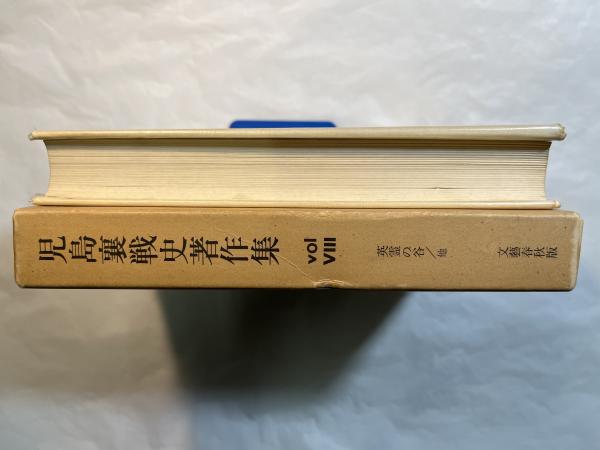 児島襄戦史著作集
vol
VIII
英霊の谷/他
文藝春秋版